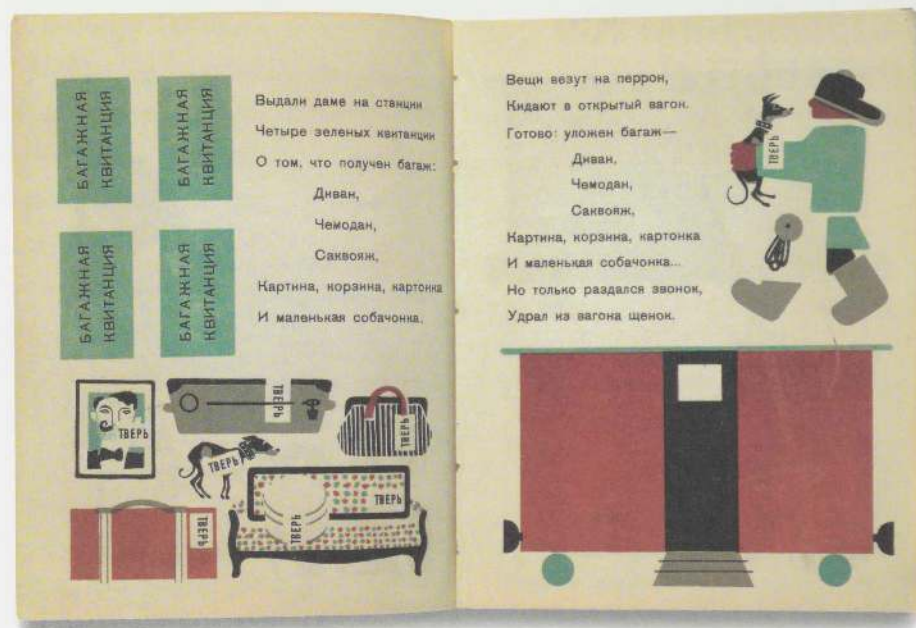 БАГАЖНАЯ
КВИТАНЦИЯ
БАГАЖНАЯ
КВИТАНЦИЯ
БАГАЖНАЯ
КВИТАНЦИЯ
БАГАЖНАЯ
КВИТАНЦИЯ
Выдали даме на станции
Четыре зеленых квитанции
О том, что получен багаж:
Диван,
Чемодан,
Саквояж,
Картина, корзина, картонка
И маленькая собачонка.
ТВЕРЬ
ТВЕРЬ
ТВЕРЬ
ТВЕРЬ
ТВЕРЬ
ТВЕРЬ
ТВЕРЬ
Вещи везут на перрон,
Кидают в открытый вагон.
Готово: уложен багаж—
Диван,
Чемодан,
Саквояж,
Картина, корзина, картонка
И маленькая собачонка...
Но только раздался звонок,
Удрал из вагона щенок.
ТВЕРЬ